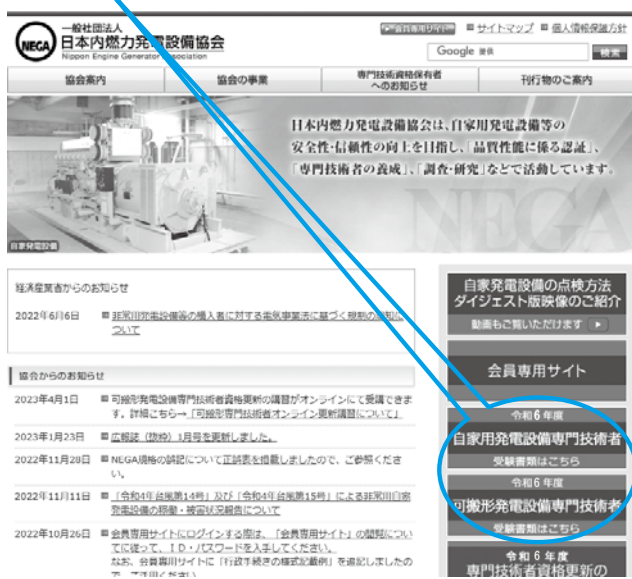 一般社団法人
日本内燃力発電設備協会
Nippon Engine Generator Association
NEGA
会員専用サイト
サイトマップ
個人情報保護方針
Google 提供
検索
協会案内
協会の事業
専門技術資格保有者
へのお知らせ
刊行物のご案内
日本内燃力発電設備協会は、自家用発電設備等の
安全性・信頼性の向上を目指し、「品質性能に係る認証」、
「専門技術者の養成」、「調査・研究」などで活動しています。
NEGA
自家発電設備
経済産業省からのお知らせ
2022年6月6日 非常用発電設備等の購入者に対する電気事業法に基づく規制の周知に
ついて
協会からのお知らせ
2023年4月1日 可搬形発電設備専門技術者資格更新の講習がオンラインにて受講できま
す。詳細こちら→「可搬形専門技術者オンライン更新講習について」
2023年1月23日 広報誌（抜粋）1月号を更新しました。
2022年11月28日 NEGA規格の誤記について正誤表を掲載しましたので、ご参照くださ
い。
2022年11月11日 「令和4年台風第14号」及び「令和4年台風第15号」による非常用自家
発電設備の稼働・被害状況報告について
2022年10月26日 会員専用サイトにログインする際は、「会員専用サイト」の閲覧につい
てに従って、ＩＤ・パスワードを入手してください。
なお、会員専用サイトに「行政手続きの様式記載例」を追記しましたの
で、ご活用ください。
自家発電設備の点検方法
ダイジェスト版映像のご紹介
動画もご覧いただけます
会員専用サイト
令和6年度
自家用発電設備専門技術者
受験書類はこちら
令和6年度
可搬形発電設備専門技術者
受験書類はこちら
令和6年度
専門技術者資格更新の